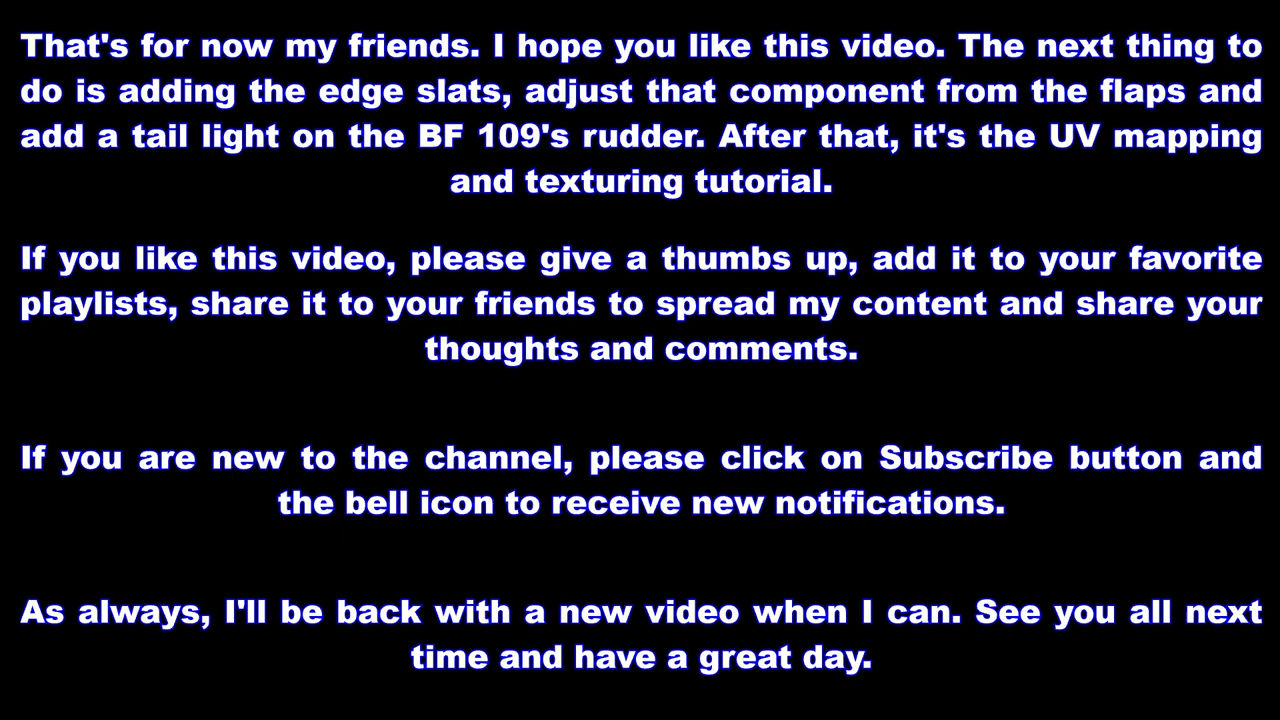 That's for now my friends. I hope you like this video. The next thing to
do is adding the edge slats, adjust that component from the flaps and
add a tail light on the BF 109's rudder. After that, it's the UV mapping
and texturing tutorial.
If you like this video, please give a thumbs up, add it to your favorite
playlists, share it to your friends to spread my content and share your
thoughts and comments.
If you are new to the channel, please click on Subscribe button and
the bell icon to receive new notifications.
As always, I'll be back with a new video when I can. See you all next
time and have a great day.